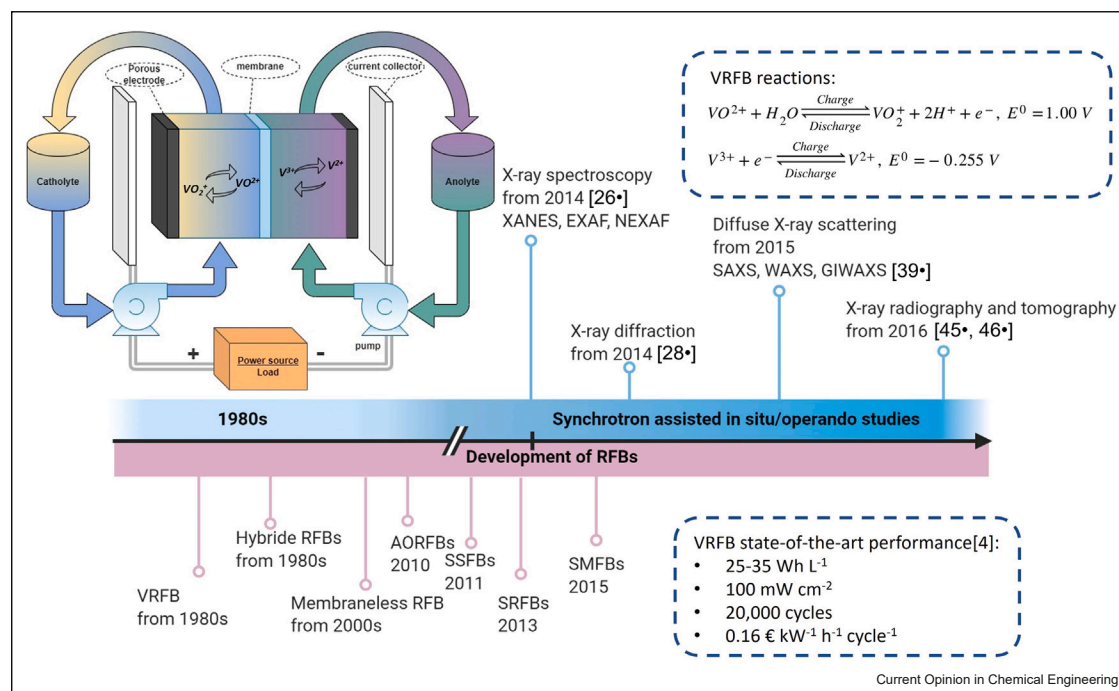 Porous
electrode
membrane
current collector
Catholyte
VO₂⁺
VO²⁺
V³⁺
V²⁺
Anolyte
pump
+
-
Power source
Load
VRFB reactions:
VO²⁺ + H₂O ⇌ VO₂⁺ + 2H⁺ + e⁻, E⁰ = 1.00 V
Charge
Discharge
V³⁺ + e⁻ ⇌ V²⁺, E⁰ = − 0.255 V
Charge
Discharge
X-ray spectroscopy
from 2014 [26•]
XANES, EXAF, NEXAF
X-ray diffraction
from 2014 [28•]
Diffuse X-ray scattering
from 2015
SAXS, WAXS, GIWAXS [39•]
X-ray radiography and tomography
from 2016 [45•, 46•]
1980s
Synchrotron assisted in situ/operando studies
Development of RFBs
VRFB
from 1980s
Hybride RFBs
from 1980s
Membraneless RFB
from 2000s
AORFBs
2010
SSFBs
2011
SRFBs
2013
SMFBs
2015
VRFB state-of-the-art performance[4]:
• 25-35 Wh L⁻¹
• 100 mW cm⁻²
• 20,000 cycles
• 0.16 € kW⁻¹ h⁻¹ cycle⁻¹
Current Opinion in Chemical Engineering